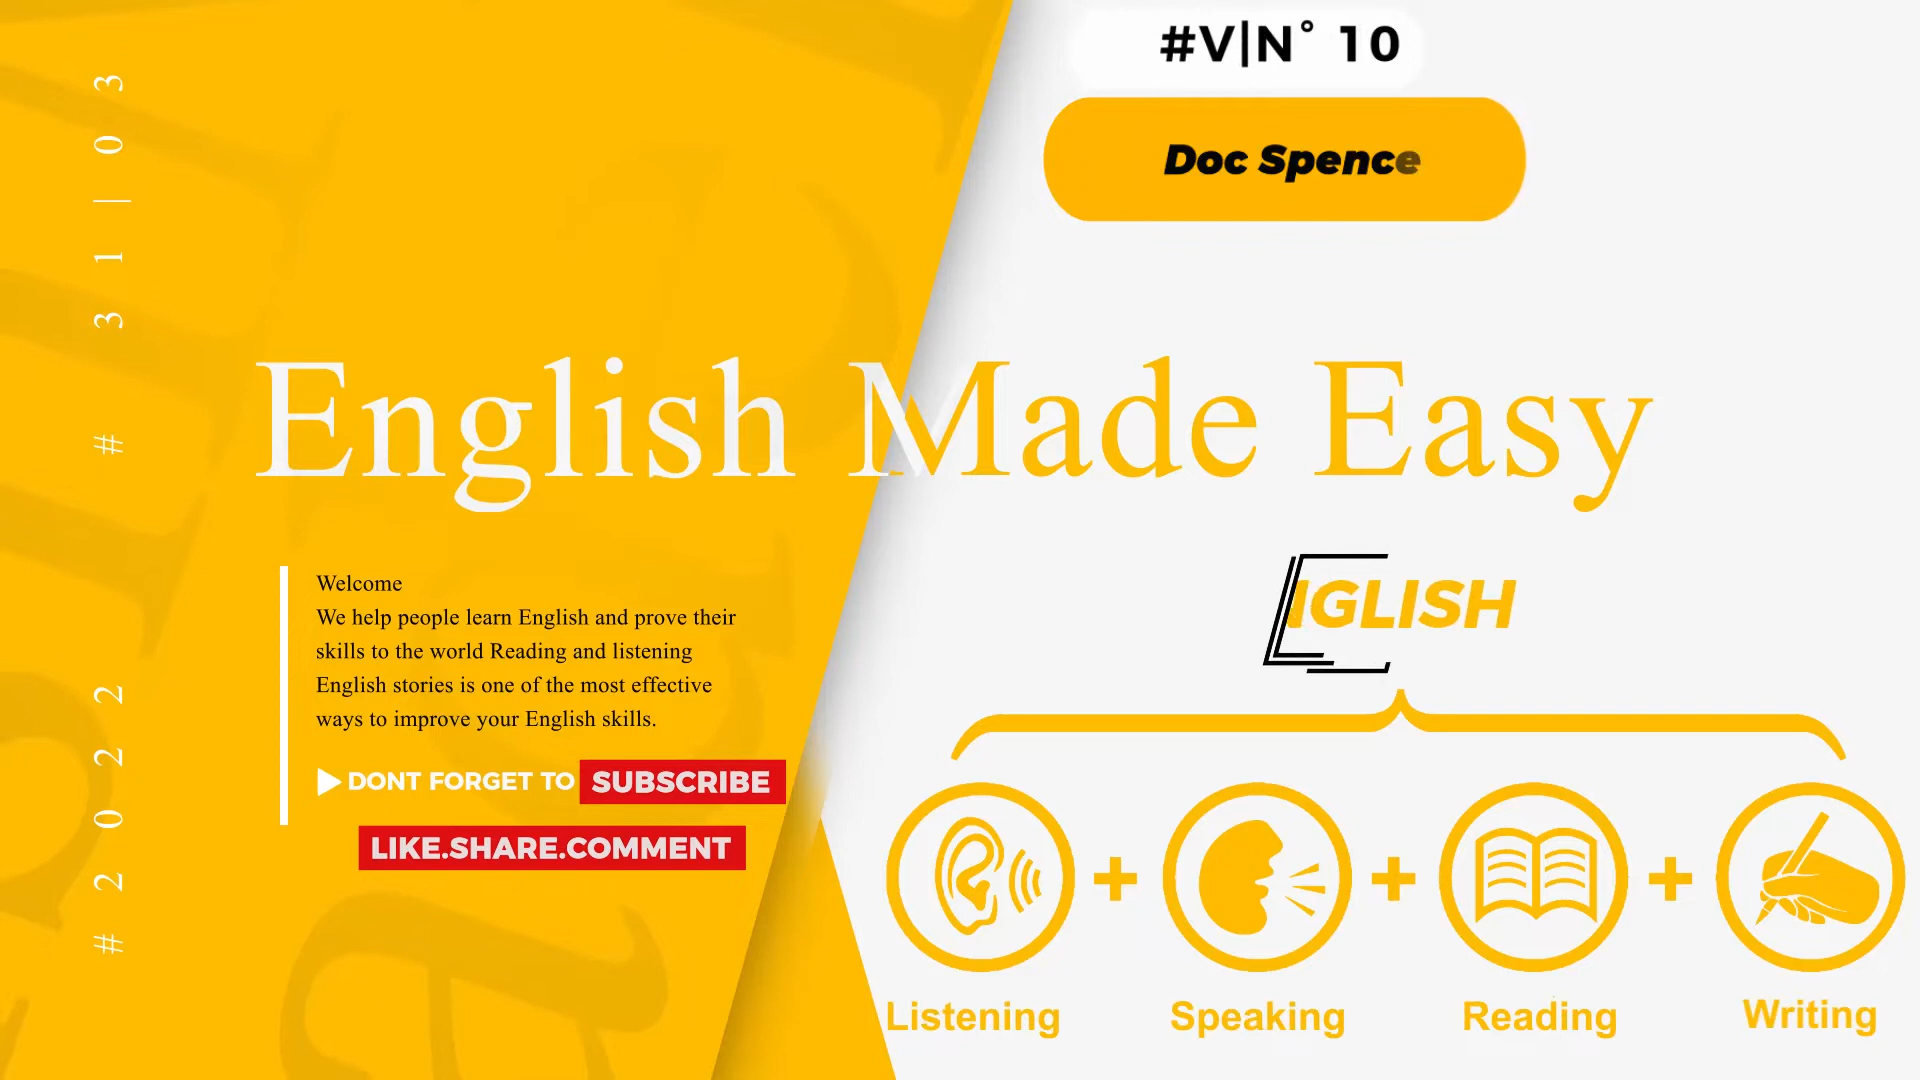 #V|N° 10
Doc Spence
# 2022 # 31|03
English Made Easy
Welcome
We help people learn English and prove their
skills to the world Reading and listening
English stories is one of the most effective
ways to improve your English skills.
DONT FORGET TO SUBSCRIBE
LIKE.SHARE.COMMENT
IGLISH
Listening + Speaking + Reading + Writing